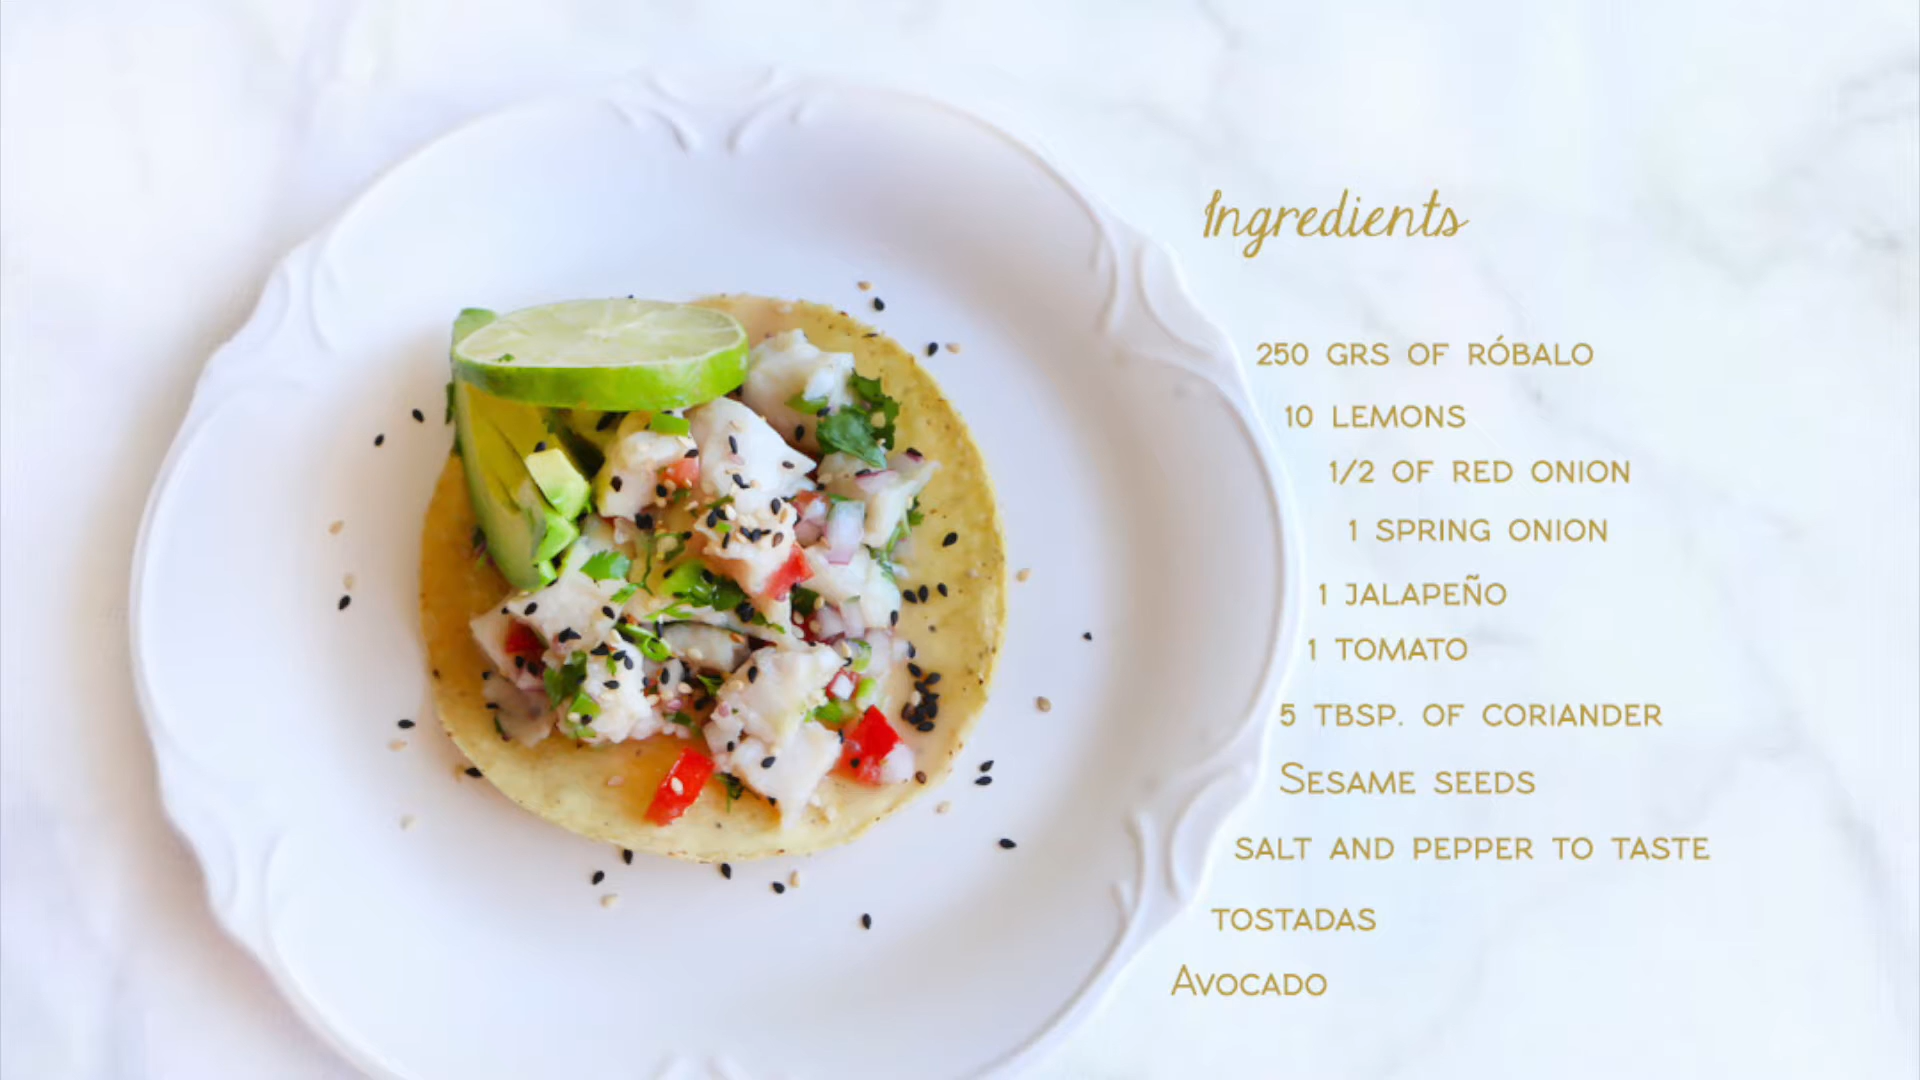 Ingredients
250 GRS OF RÓBALO
10 LEMONS
1/2 OF RED ONION
1 SPRING ONION
1 JALAPEÑO
1 TOMATO
5 TBSP. OF CORIANDER
SESAME SEEDS
SALT AND PEPPER TO TASTE
TOSTADAS
AVOCADO